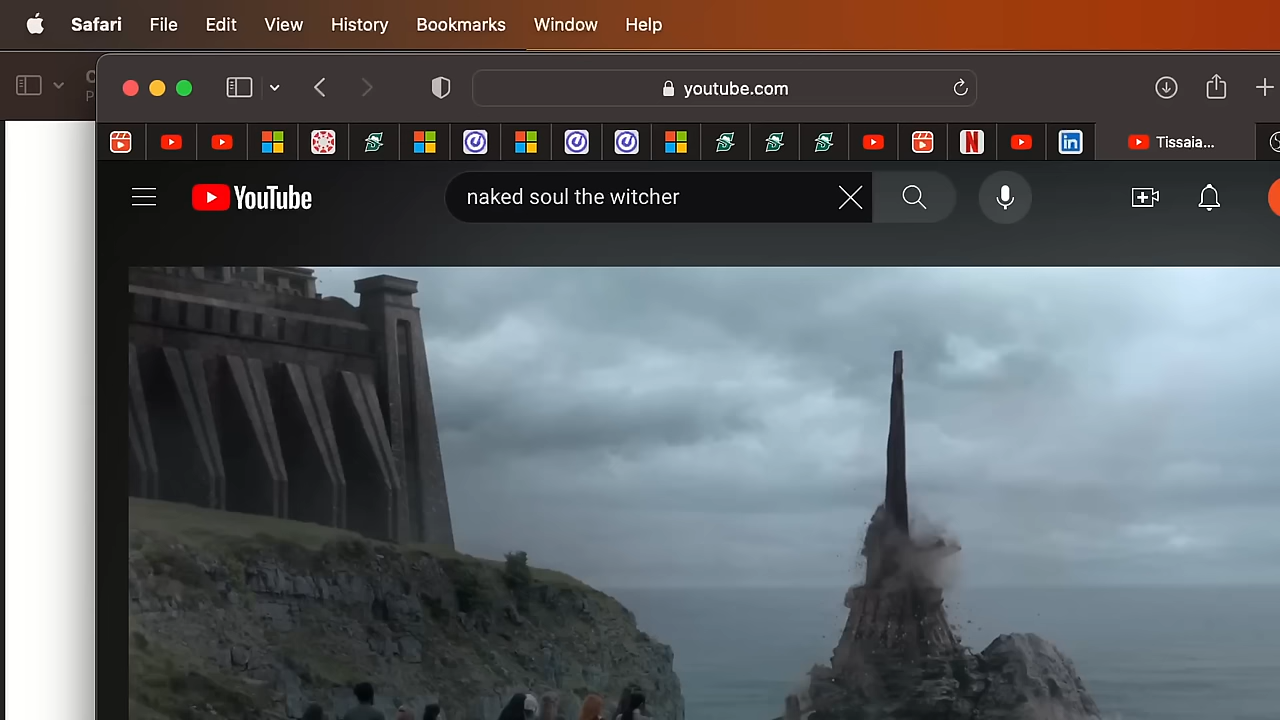 Safari File Edit View History Bookmarks Window Help
youtube.com
Tissaia...
YouTube naked soul the witcher